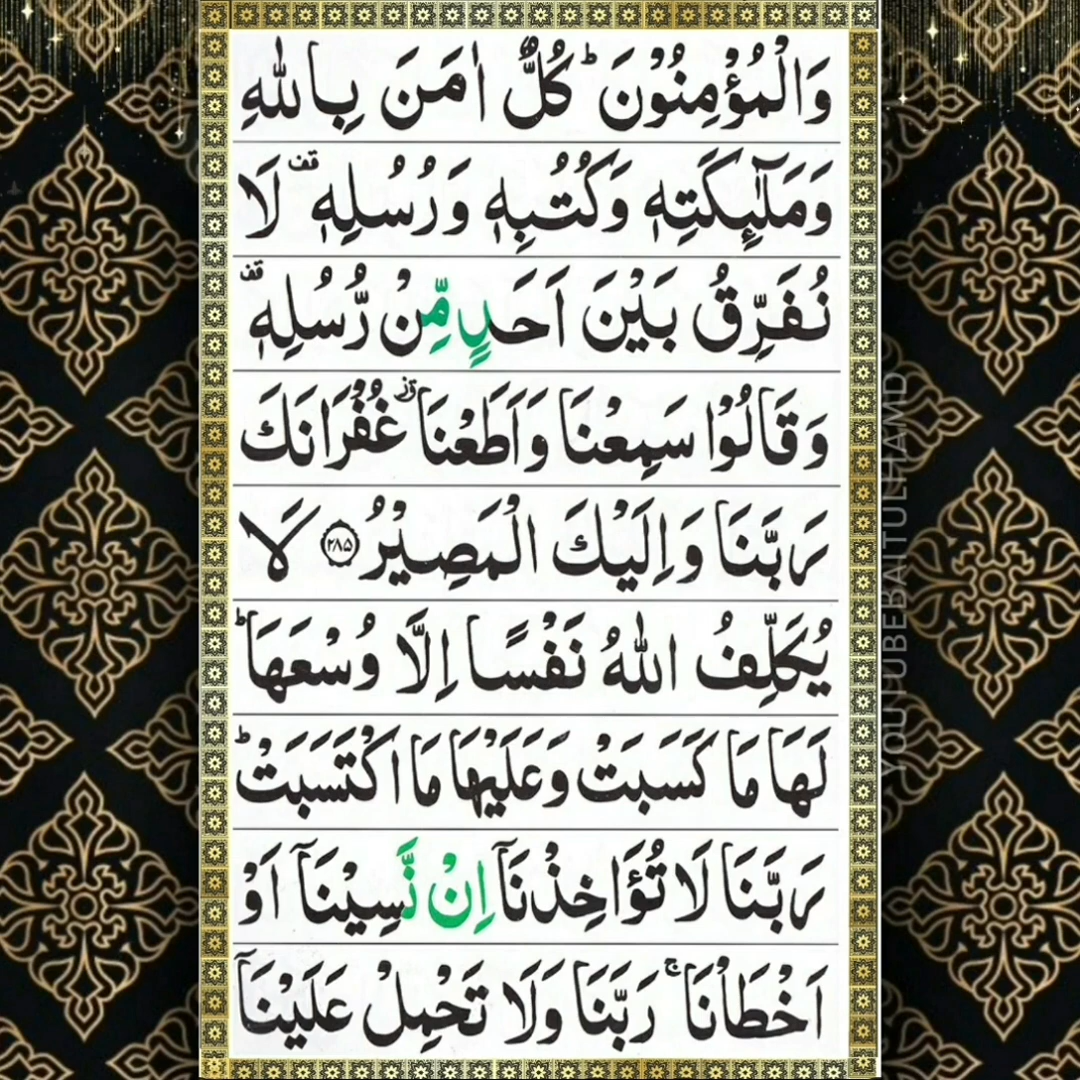 وَالْمُؤْمِنُوْنَ ؕ كُلٌّ اٰمَنَ بِاللّٰهِ
وَمَلٰٓئِكَتِهٖ وَكُتُبِهٖ وَرُسُلِهٖ ۫ لَا
نُفَرِّقُ بَيْنَ اَحَدٍ مِّنْ رُّسُلِهٖ ۫
وَقَالُوْا سَمِعْنَا وَاَطَعْنَا ٘ۗ غُفْرَانَكَ
رَبَّنَا وَاِلَيْكَ الْمَصِيْرُ ﴿۲۸۵﴾ لَا
يُكَلِّفُ اللّٰهُ نَفْسًا اِلَّا وُسْعَهَا ؕ
لَهَا مَا كَسَبَتْ وَعَلَيْهَا مَا اكْتَسَبَتْ ؕ
رَبَّنَا لَا تُؤَاخِذْنَاۤ اِنْ نَّسِيْنَاۤ اَوْ
اَخْطَاْنَا ۚ رَبَّنَا وَلَا تَحْمِلْ عَلَيْنَاۤ
YOUTUBEBAITULHAMD